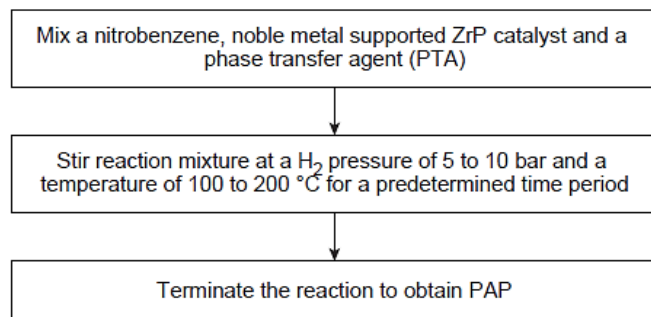 Mix a nitrobenzene, noble metal supported ZrP catalyst and a
phase transfer agent (PTA)
Stir reaction mixture at a H₂ pressure of 5 to 10 bar and a
temperature of 100 to 200 °C for a predetermined time period
Terminate the reaction to obtain PAP